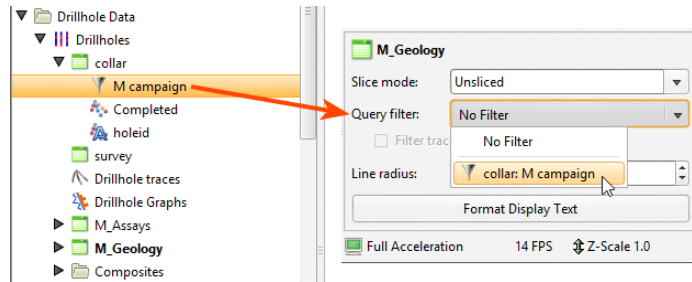 Drillhole Data
Drillholes
collar
M campaign
Completed
holeid
survey
Drillhole traces
Drillhole Graphs
M_Assays
M_Geology
Composites
M_Geology
Slice mode: Unsliced
Query filter: No Filter
Filter trac
No Filter
collar: M campaign
Line radius:
Format Display Text
Full Acceleration 14 FPS Z-Scale 1.0